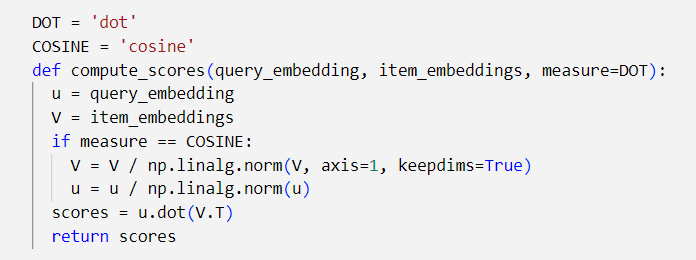 DOT = 'dot'
COSINE = 'cosine'
def compute_scores(query_embedding, item_embeddings, measure=DOT):
  u = query_embedding
  V = item_embeddings
  if measure == COSINE:
    V = V / np.linalg.norm(V, axis=1, keepdims=True)
    u = u / np.linalg.norm(u)
  scores = u.dot(V.T)
  return scores